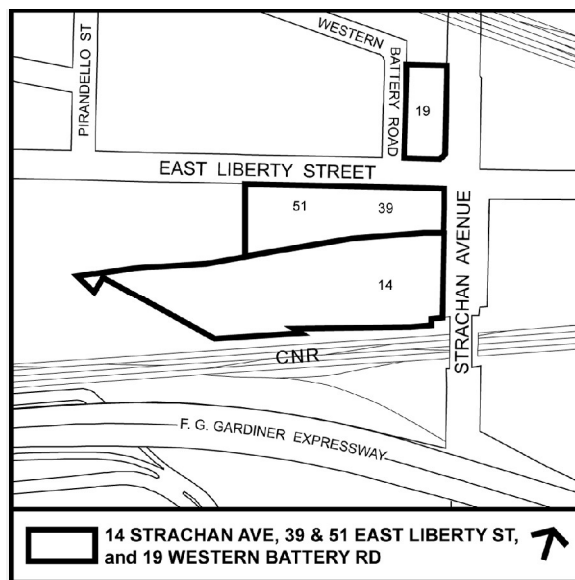 WESTERN
BATTERY ROAD
PIRANDELLO ST
19
EAST LIBERTY STREET
51
39
STRACHAN AVENUE
14
CNR
F. G. GARDINER EXPRESSWAY
14 STRACHAN AVE, 39 & 51 EAST LIBERTY ST,
and 19 WESTERN BATTERY RD